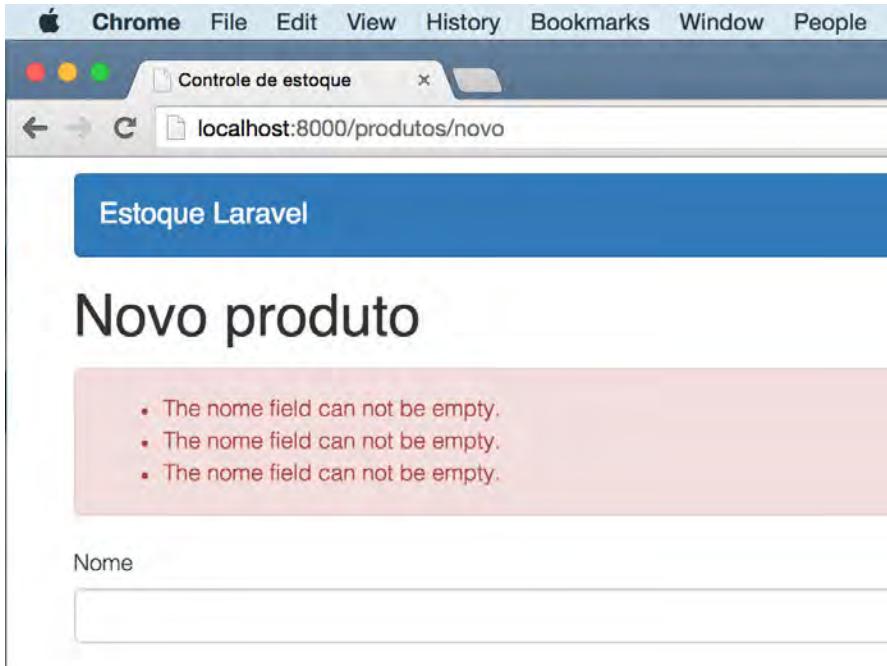 Chrome File Edit View History Bookmarks Window People
Controle de estoque
localhost:8000/produtos/novo
Estoque Laravel
Novo produto
The nome field can not be empty.
The nome field can not be empty.
The nome field can not be empty.
Nome